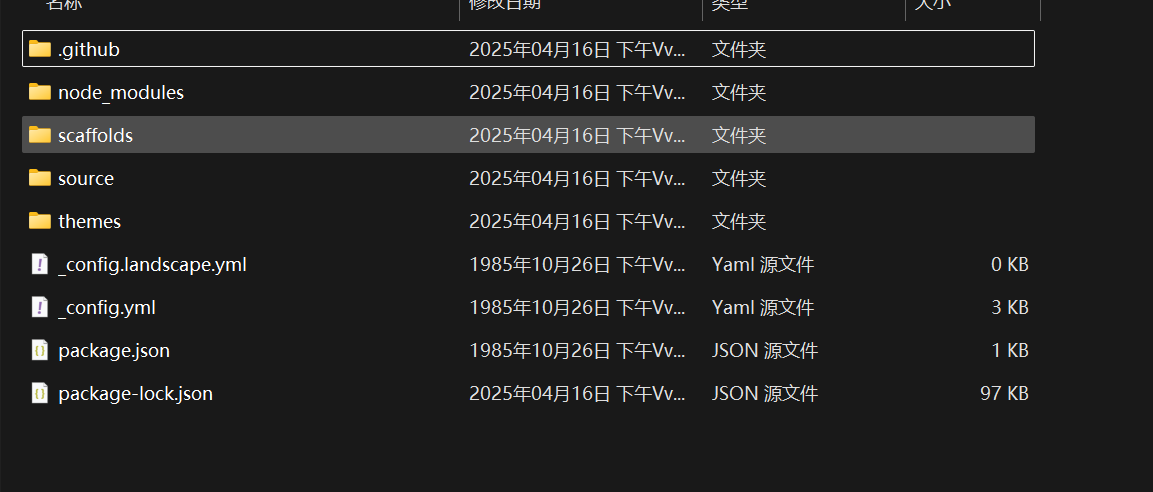 名称 修改日期 类型 大小
.github 2025年04月16日 下午Vv... 文件夹
node_modules 2025年04月16日 下午Vv... 文件夹
scaffolds 2025年04月16日 下午Vv... 文件夹
source 2025年04月16日 下午Vv... 文件夹
themes 2025年04月16日 下午Vv... 文件夹
_config.landscape.yml 1985年10月26日 下午Vv... Yaml 源文件 0 KB
_config.yml 1985年10月26日 下午Vv... Yaml 源文件 3 KB
package.json 1985年10月26日 下午Vv... JSON 源文件 1 KB
package-lock.json 2025年04月16日 下午Vv... JSON 源文件 97 KB